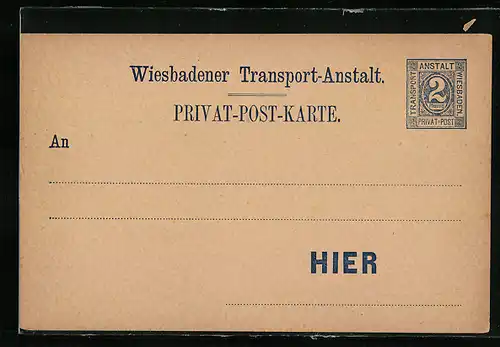 Wiesbadener Transport-Anstalt.
PRIVAT-POST-KARTE.
ANSTALT
TRANSPORT
2
WIESBADEN.
PRIVAT-POST
An
HIER